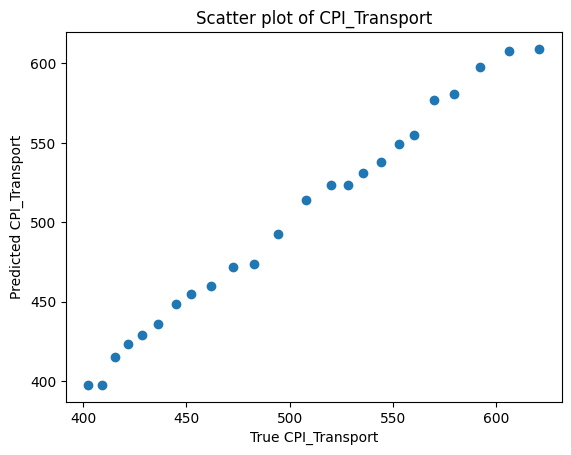 Scatter plot of CPI_Transport
600
550
500
450
400
Predicted CPI_Transport
400 450 500 550 600
True CPI_Transport